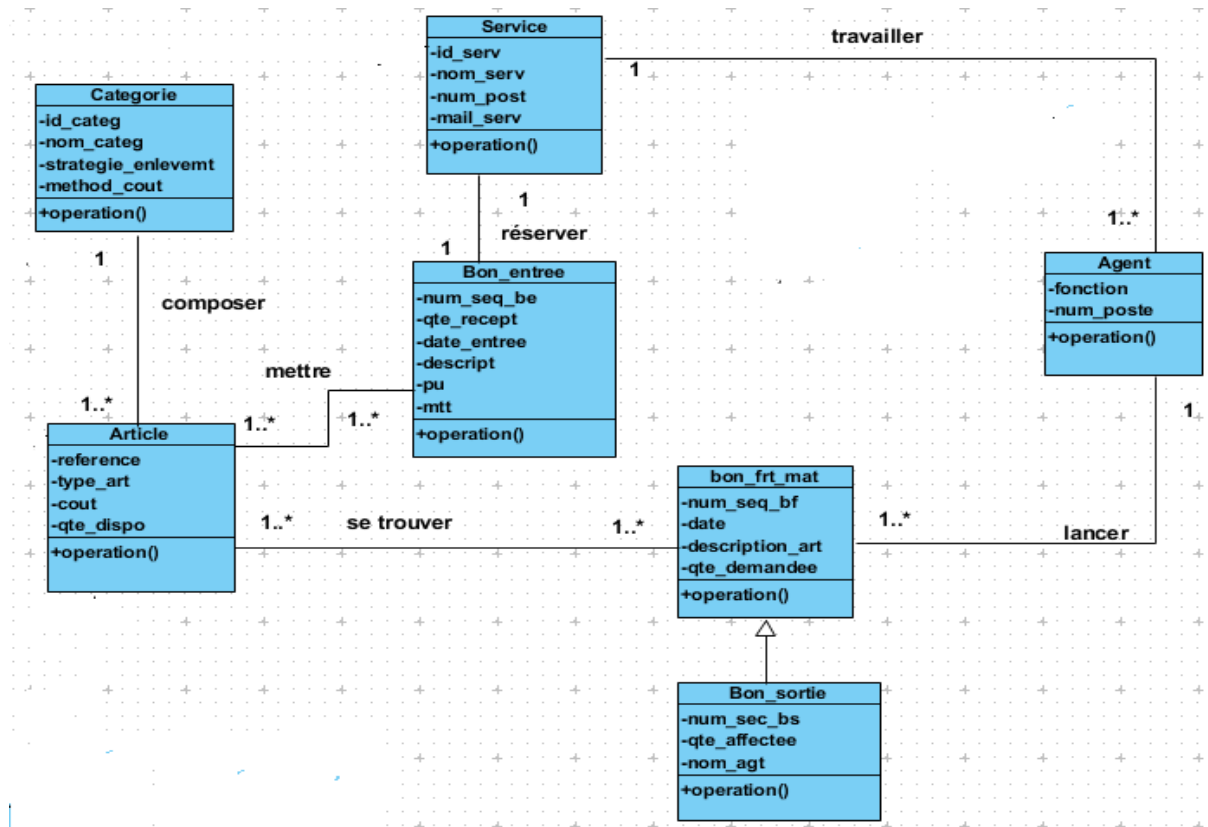 Service
-id_serv
-nom_serv
-num_post
-mail_serv
+operation()
travailler
1
1..*
Categorie
-id_categ
-nom_categ
-strategie_enlevemt
-method_cout
+operation()
1
composer
1..*
1
réserver
1
Bon_entree
-num_seq_be
-qte_recept
-date_entree
-descript
-pu
-mtt
+operation()
Agent
-fonction
-num_poste
+operation()
1
mettre
1..*
1..*
Article
-reference
-type_art
-cout
-qte_dispo
+operation()
1..*
se trouver
1..*
bon_frt_mat
-num_seq_bf
-date
-description_art
-qte_demandee
+operation()
1..*
lancer
Bon_sortie
-num_sec_bs
-qte_affectee
-nom_agt
+operation()